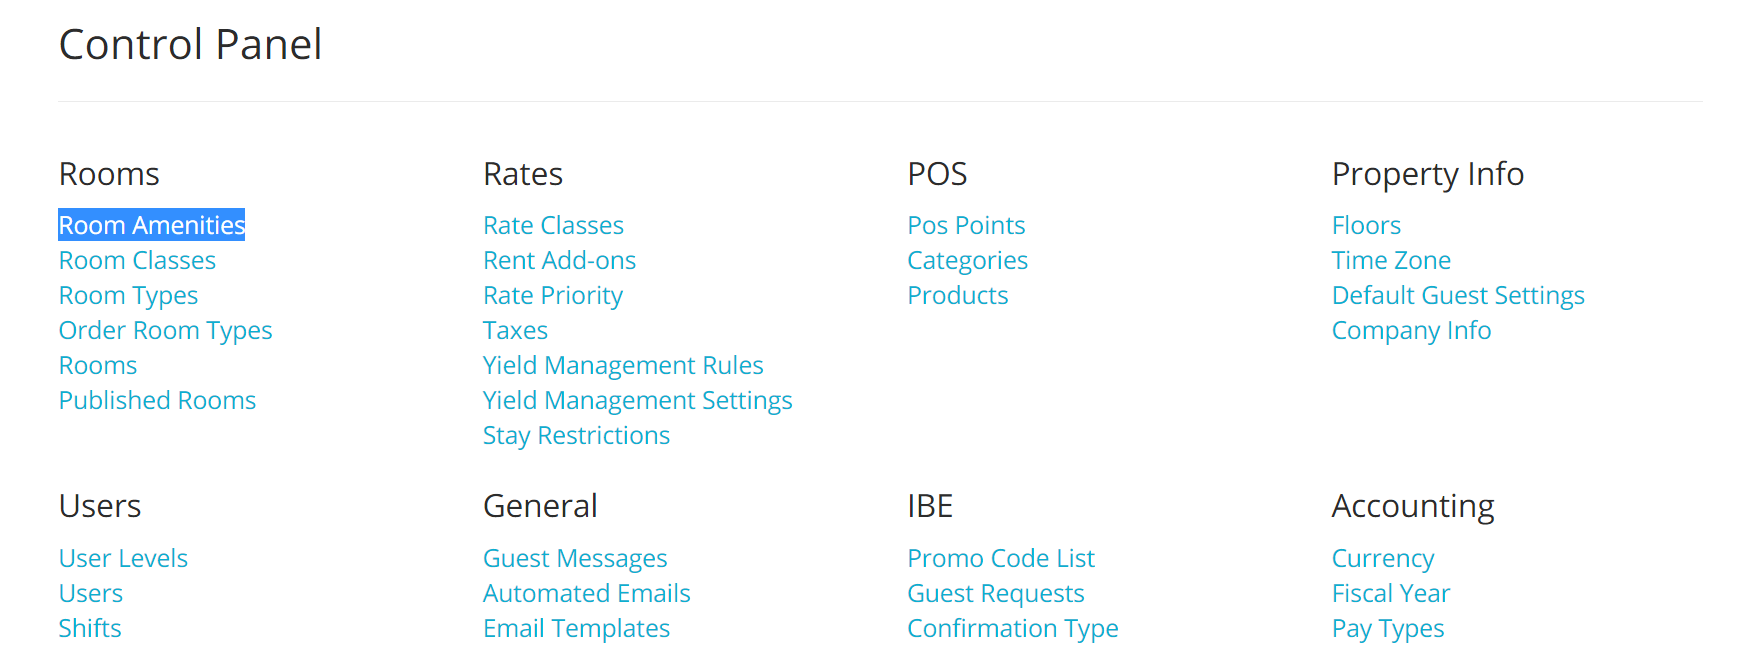 Control Panel
Rooms
Room Amenities
Room Classes
Room Types
Order Room Types
Rooms
Published Rooms
Rates
Rate Classes
Rent Add-ons
Rate Priority
Taxes
Yield Management Rules
Yield Management Settings
Stay Restrictions
POS
Pos Points
Categories
Products
Property Info
Floors
Time Zone
Default Guest Settings
Company Info
Users
User Levels
Users
Shifts
General
Guest Messages
Automated Emails
Email Templates
IBE
Promo Code List
Guest Requests
Confirmation Type
Accounting
Currency
Fiscal Year
Pay Types